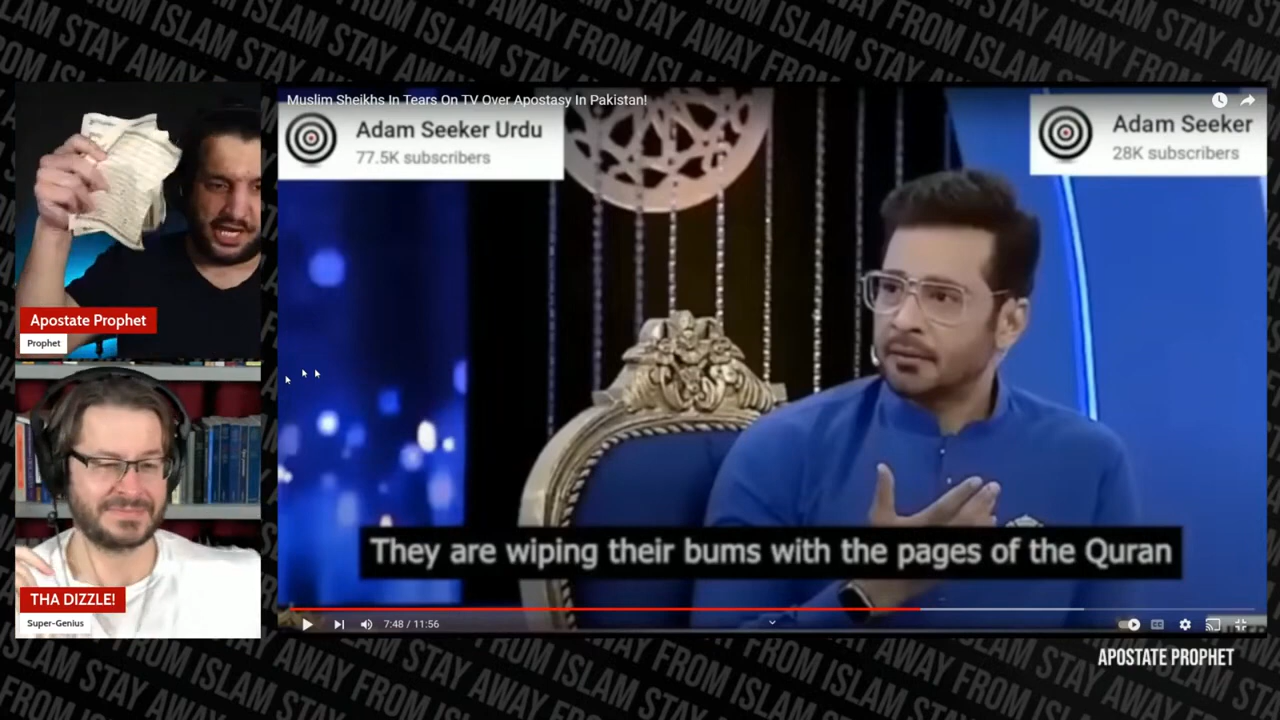 STAY AWAY FROM ISLAM
Muslim Sheikhs In Tears On TV Over Apostasy In Pakistan!
Adam Seeker Urdu
77.5K subscribers
Adam Seeker
28K subscribers
Apostate Prophet
Prophet
THA DIZZLE!
Super-Genius
They are wiping their bums with the pages of the Quran
7:48 / 11:56
APOSTATE PROPHET